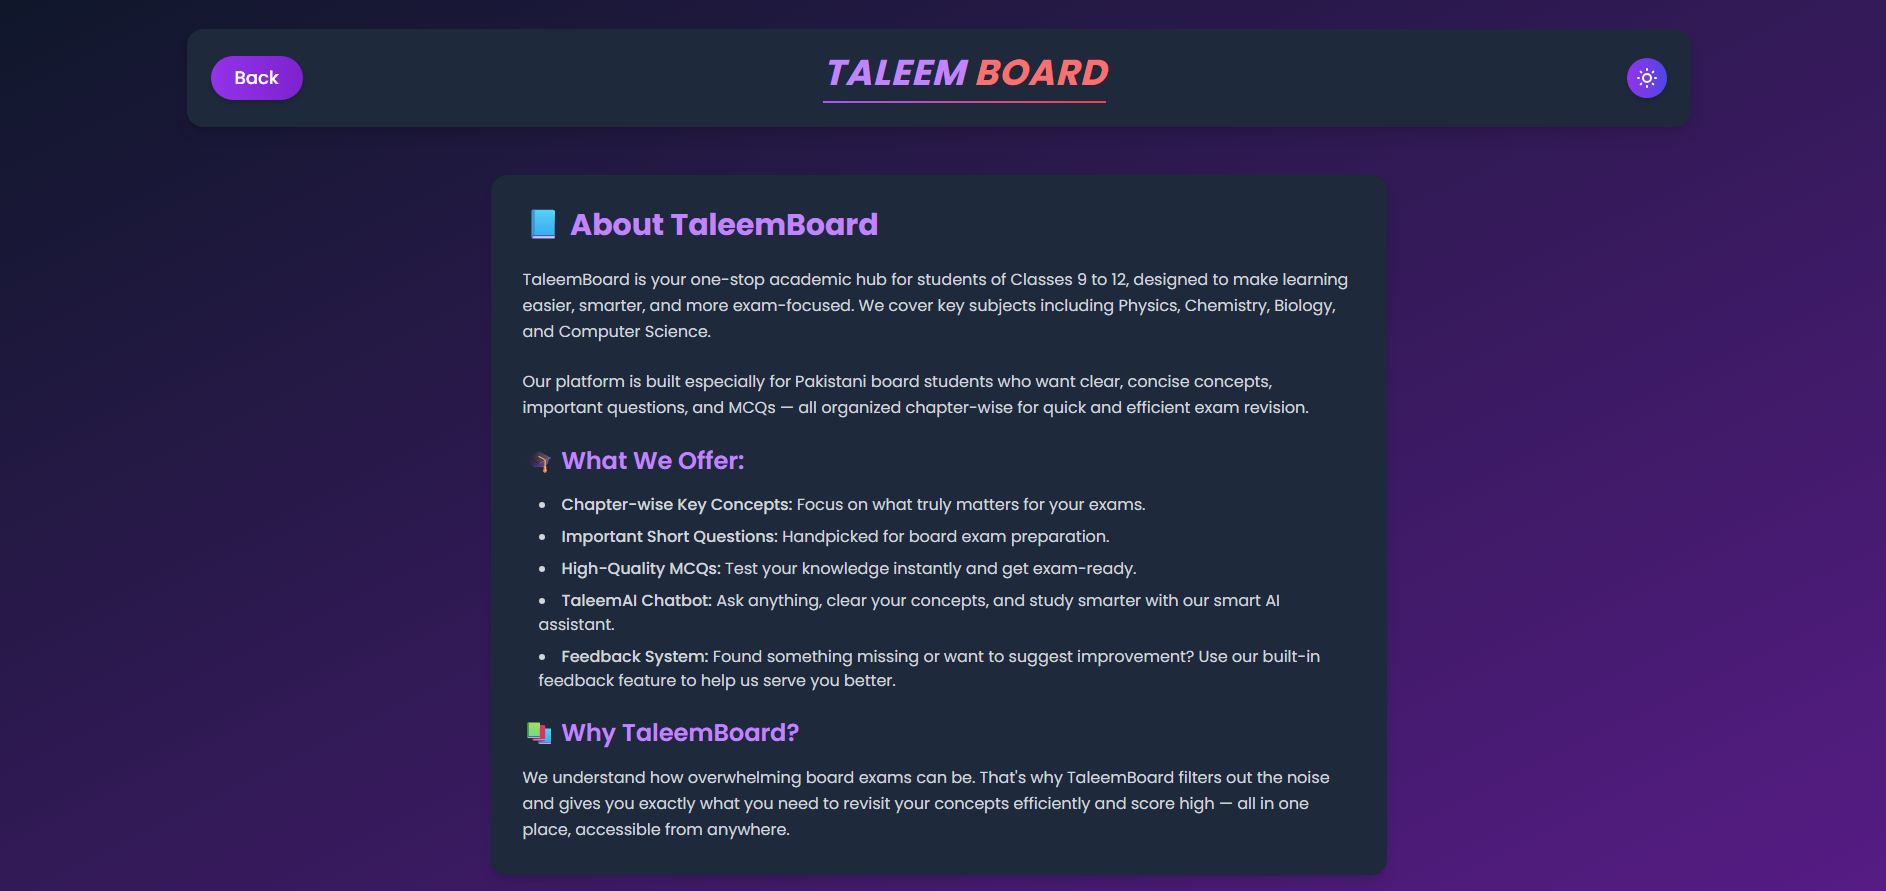 Back
TALEEM BOARD
📘 About TaleemBoard
TaleemBoard is your one-stop academic hub for students of Classes 9 to 12, designed to make learning
easier, smarter, and more exam-focused. We cover key subjects including Physics, Chemistry, Biology,
and Computer Science.
Our platform is built especially for Pakistani board students who want clear, concise concepts,
important questions, and MCQs — all organized chapter-wise for quick and efficient exam revision.
🎓 What We Offer:
• Chapter-wise Key Concepts: Focus on what truly matters for your exams.
• Important Short Questions: Handpicked for board exam preparation.
• High-Quality MCQs: Test your knowledge instantly and get exam-ready.
• TaleemAI Chatbot: Ask anything, clear your concepts, and study smarter with our smart AI
assistant.
• Feedback System: Found something missing or want to suggest improvement? Use our built-in
feedback feature to help us serve you better.
📚 Why TaleemBoard?
We understand how overwhelming board exams can be. That's why TaleemBoard filters out the noise
and gives you exactly what you need to revisit your concepts efficiently and score high — all in one
place, accessible from anywhere.